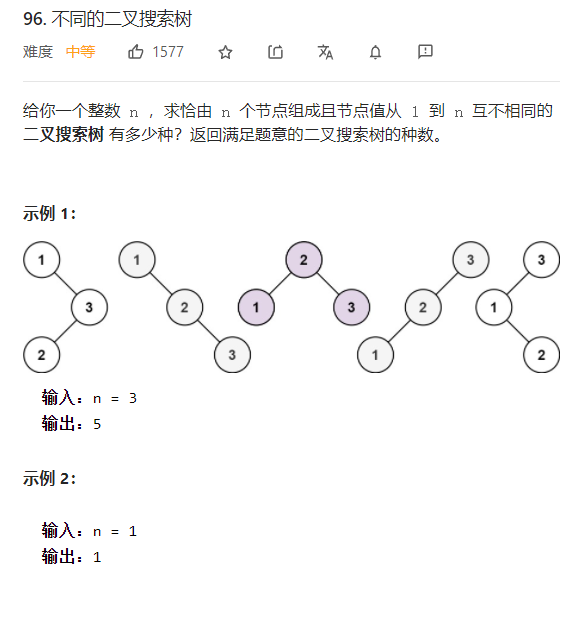 96. 不同的二叉搜索树
难度 中等 1577
给你一个整数 n ，求恰由 n 个节点组成且节点值从 1 到 n 互不相同的
二叉搜索树 有多少种？返回满足题意的二叉搜索树的种数。
示例 1：
1 1 2 3 3
3 2 1 3 2 1
2 3 1 2
输入：n = 3
输出：5
示例 2：
输入：n = 1
输出：1